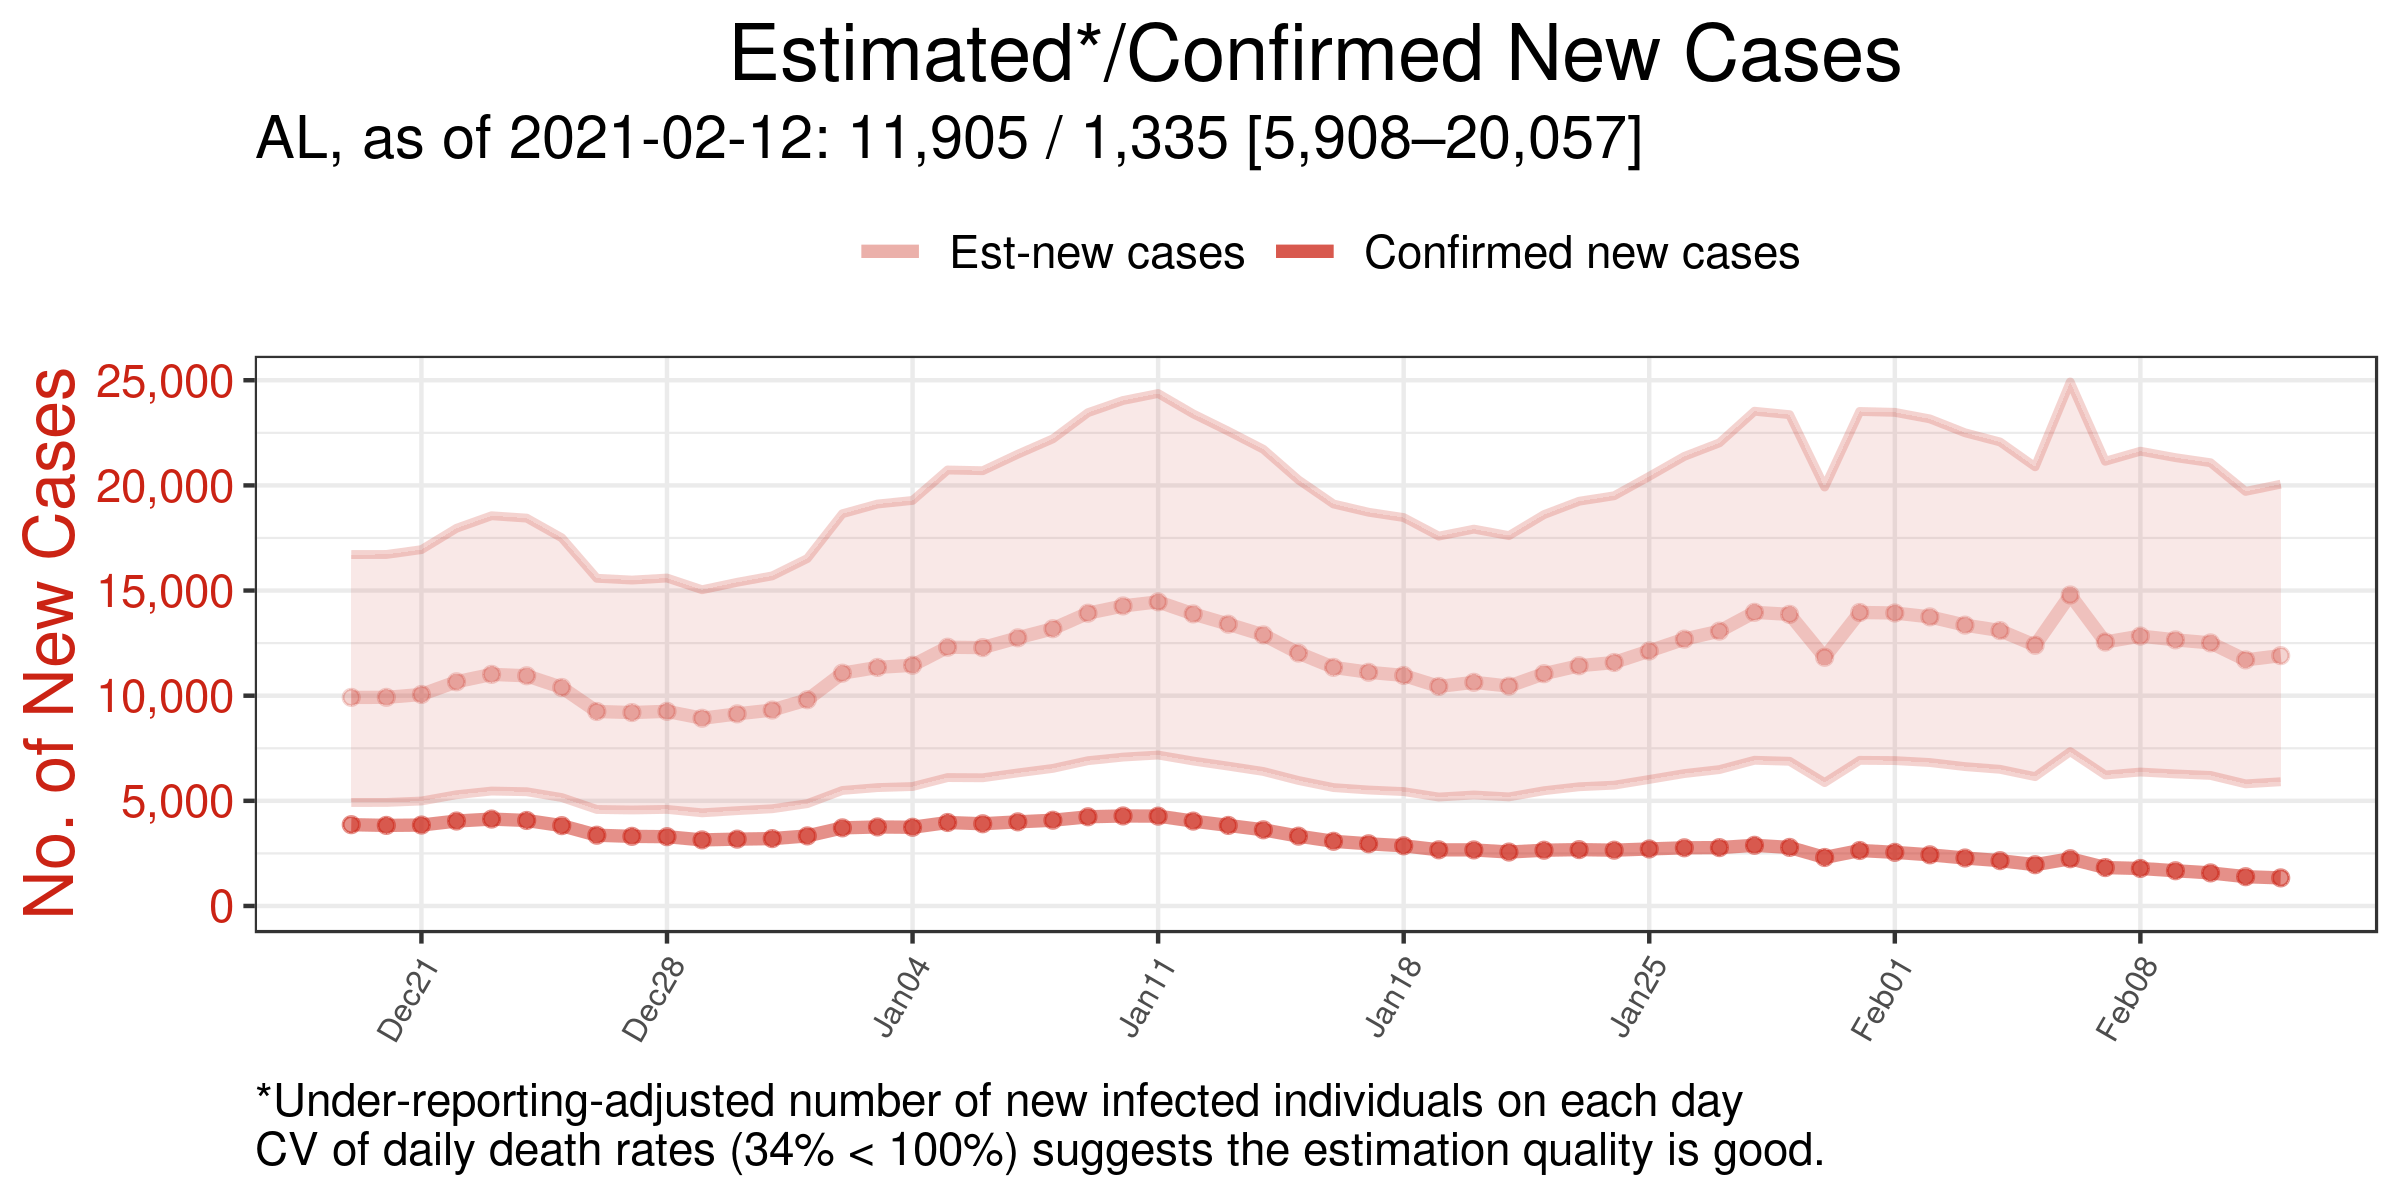 Estimated*/Confirmed New Cases
AL, as of 2021-02-12: 11,905 / 1,335 [5,908–20,057]
Est-new cases
Confirmed new cases
No. of New Cases
25,000
20,000
15,000
10,000
5,000
0
Dec21
Dec28
Jan04
Jan11
Jan18
Jan25
Feb01
Feb08
*Under-reporting-adjusted number of new infected individuals on each day
CV of daily death rates (34% < 100%) suggests the estimation quality is good.